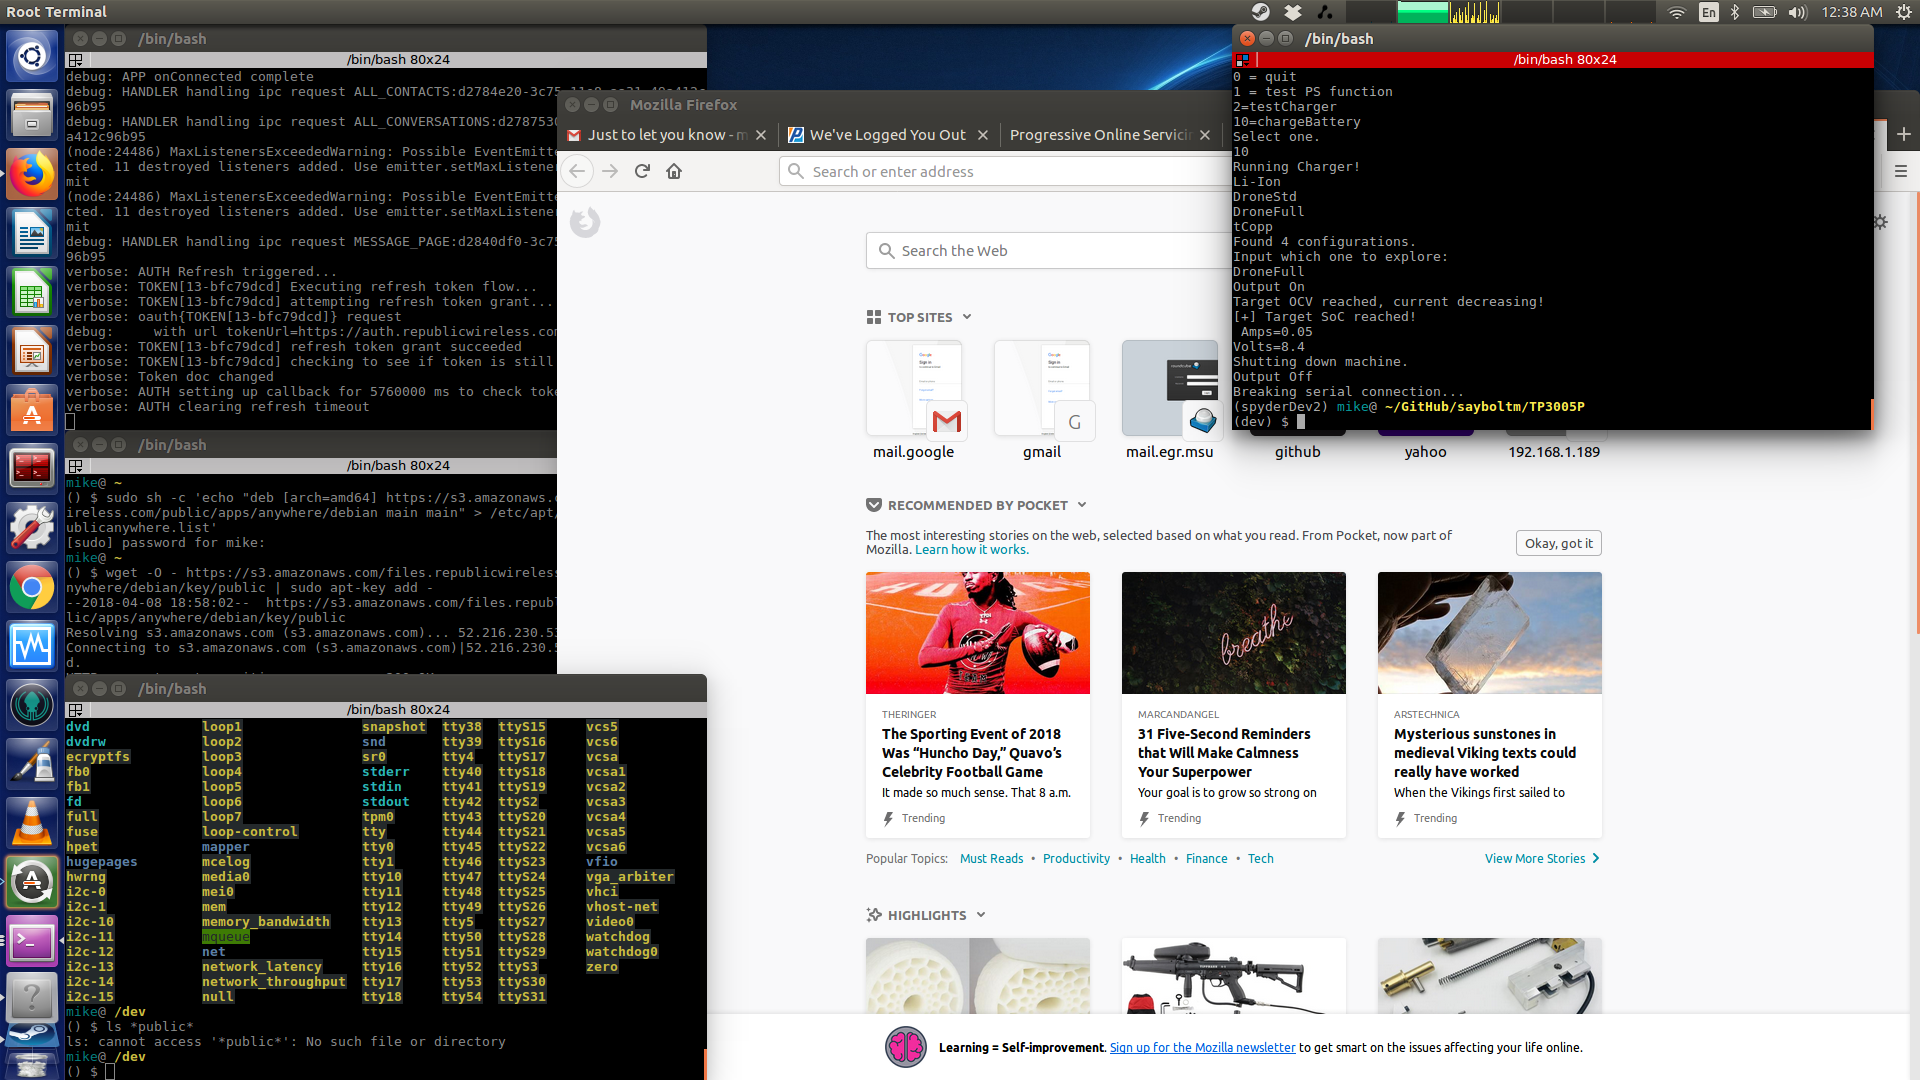 Root Terminal
En
12:38 AM
/bin/bash
/bin/bash 80x24
debug: APP onConnected complete
debug: HANDLER handling ipc request ALL_CONTACTS:d2784e20-3c75-11e8-
96b95
debug: HANDLER handling ipc request ALL_CONVERSATIONS:d278753
a412c96b95
(node:24486) MaxListenersExceededWarning: Possible EventEmitte
cted. 11 destroyed listeners added. Use emitter.setMaxListener
mit
(node:24486) MaxListenersExceededWarning: Possible EventEmitte
cted. 11 destroyed listeners added. Use emitter.setMaxListener
mit
debug: HANDLER handling ipc request MESSAGE_PAGE:d2840df0-3c75
96b95
verbose: AUTH Refresh triggered...
verbose: TOKEN[13-bfc79dcd] Executing refresh token flow...
verbose: TOKEN[13-bfc79dcd] attempting refresh token grant...
verbose: oauth{TOKEN[13-bfc79dcd]} request
debug:     with url tokenUrl=https://auth.republicwireless.com
verbose: TOKEN[13-bfc79dcd] refresh token grant succeeded
verbose: TOKEN[13-bfc79dcd] checking to see if token is still
verbose: Token doc changed
verbose: AUTH setting up callback for 5760000 ms to check toke
verbose: AUTH clearing refresh timeout
/bin/bash
/bin/bash 80x24
mike@ ~
() $ sudo sh -c 'echo "deb [arch=amd64] https://s3.amazonaws.c
ireless.com/public/apps/anywhere/debian main main" > /etc/apt/
ublicanywhere.list'
[sudo] password for mike:
mike@ ~
() $ wget -O - https://s3.amazonaws.com/files.republicwireless
nywhere/debian/key/public | sudo apt-key add -
--2018-04-08 18:58:02--  https://s3.amazonaws.com/files.republ
lic/apps/anywhere/debian/key/public
Resolving s3.amazonaws.com (s3.amazonaws.com)... 52.216.230.53
Connecting to s3.amazonaws.com (s3.amazonaws.com)|52.216.230.5
d.
/bin/bash
/bin/bash 80x24
dvd loop1 snapshot tty38 ttyS15 vcs5
dvdrw loop2 snd tty39 ttyS16 vcs6
ecryptfs loop3 sr0 tty4 ttyS17 vcsa
fb0 loop4 stderr tty40 ttyS18 vcsa1
fb1 loop5 stdin tty41 ttyS19 vcsa2
fd loop6 stdout tty42 ttyS2 vcsa3
full loop7 tpm0 tty43 ttyS20 vcsa4
fuse loop-control tty tty44 ttyS21 vcsa5
hpet mapper tty0 tty45 ttyS22 vcsa6
hugepages mcelog tty1 tty46 ttyS23 vfio
hwrng media0 tty10 tty47 ttyS24 vga_arbiter
i2c-0 mei0 tty11 tty48 ttyS25 vhci
i2c-1 mem tty12 tty49 ttyS26 vhost-net
i2c-10 memory_bandwidth tty13 tty5 ttyS27 video0
i2c-11 mqueue tty14 tty50 ttyS28 watchdog
i2c-12 net tty15 tty51 ttyS29 watchdog0
i2c-13 network_latency tty16 tty52 ttyS3 zero
i2c-14 network_throughput tty17 tty53 ttyS30
i2c-15 null tty18 tty54 ttyS31
mike@ /dev
() $ ls *public*
ls: cannot access '*public*': No such file or directory
mike@ /dev
() $
Mozilla Firefox
Just to let you know - m
We've Logged You Out
Progressive Online Servicin
Search or enter address
Search the Web
TOP SITES
mail.google
gmail
mail.egr.msu
github
yahoo
192.168.1.189
G
RECOMMENDED BY POCKET
The most interesting stories on the web, selected based on what you read. From Pocket, now part of
Mozilla. Learn how it works.
Okay, got it
breathe
THERINGER
The Sporting Event of 2018
Was “Huncho Day,” Quavo’s
Celebrity Football Game
It made so much sense. That 8 a.m.
Trending
MARCANDANGEL
31 Five-Second Reminders
that Will Make Calmness
Your Superpower
Your goal is to grow so strong on
Trending
ARSTECHNICA
Mysterious sunstones in
medieval Viking texts could
really have worked
When the Vikings first sailed to
Trending
Popular Topics: Must Reads • Productivity • Health • Finance • Tech
View More Stories
HIGHLIGHTS
Learning = Self-improvement. Sign up for the Mozilla newsletter to get smart on the issues affecting your life online.
/bin/bash
/bin/bash 80x24
0 = quit
1 = test PS function
2=testCharger
10=chargeBattery
Select one.
10
Running Charger!
Li-Ion
DroneStd
DroneFull
tCopp
Found 4 configurations.
Input which one to explore:
DroneFull
Output On
Target OCV reached, current decreasing!
[+] Target SoC reached!
Amps=0.05
Volts=8.4
Shutting down machine.
Output Off
Breaking serial connection...
(spyderDev2) mike@ ~/GitHub/sayboltm/TP3005P
(dev) $